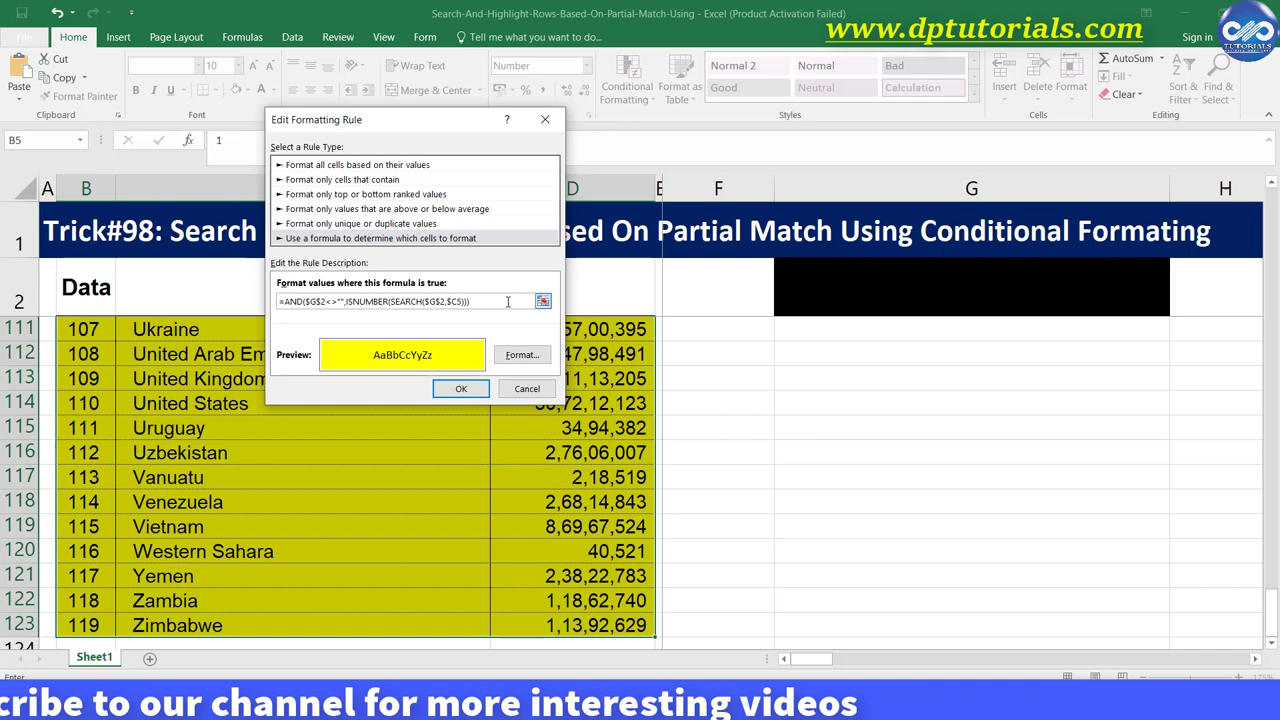 Search-And-Highlight-Rows-Based-On-Partial-Match-Using - Excel (Product Activation Failed)
www.dptutorials.com
Sign in
TUTORIALS
File Home Insert Page Layout Formulas Data Review View Form Tell me what you want to do...
Cut
Copy
Format Painter
Paste
Clipboard
10
B I U
Font
Wrap Text
Merge & Center
Number
Conditional Formatting
Format as Table
Normal 2 Normal Bad
Good Neutral Calculation
Styles
Insert Delete Format
Cells
AutoSum
Fill
Clear
Sort & Filter
Find & Select
Editing
B5 fx 1
Edit Formatting Rule ?
Select a Rule Type:
► Format all cells based on their values
► Format only cells that contain
► Format only top or bottom ranked values
► Format only values that are above or below average
► Format only unique or duplicate values
► Use a formula to determine which cells to format
Edit the Rule Description:
Format values where this formula is true:
=AND($G$2<>"",ISNUMBER(SEARCH($G$2,$C5)))
Preview: AaBbCcYyZz Format...
OK Cancel
A B D E F G H
1 Trick#98: Search sed On Partial Match Using Conditional Formating
2 Data
111 107 Ukraine 57,00,395
112 108 United Arab Em 47,98,491
113 109 United Kingdom 11,13,205
114 110 United States 30,72,12,123
115 111 Uruguay 34,94,382
116 112 Uzbekistan 2,76,06,007
117 113 Vanuatu 2,18,519
118 114 Venezuela 2,68,14,843
119 115 Vietnam 8,69,67,524
120 116 Western Sahara 40,521
121 117 Yemen 2,38,22,783
122 118 Zambia 1,18,62,740
123 119 Zimbabwe 1,13,92,629
124
Sheet1
Enter 175%
cribe to our channel for more interesting videos